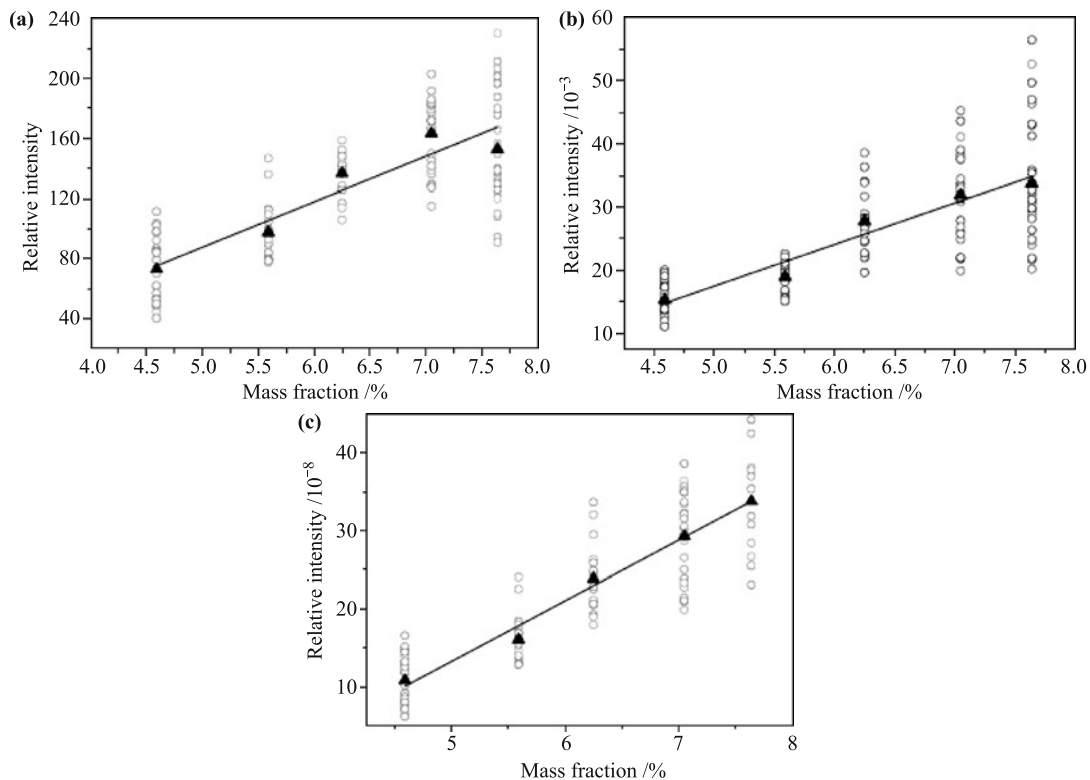 (a)
240
200
160
120
80
40
Relative intensity
4.0 4.5 5.0 5.5 6.0 6.5 7.0 7.5 8.0
Mass fraction /%
(b)
60
50
40
30
20
10
Relative intensity /10⁻³
4.5 5.0 5.5 6.0 6.5 7.0 7.5 8.0
Mass fraction /%
(c)
40
30
20
10
Relative intensity /10⁻⁸
5 6 7 8
Mass fraction /%